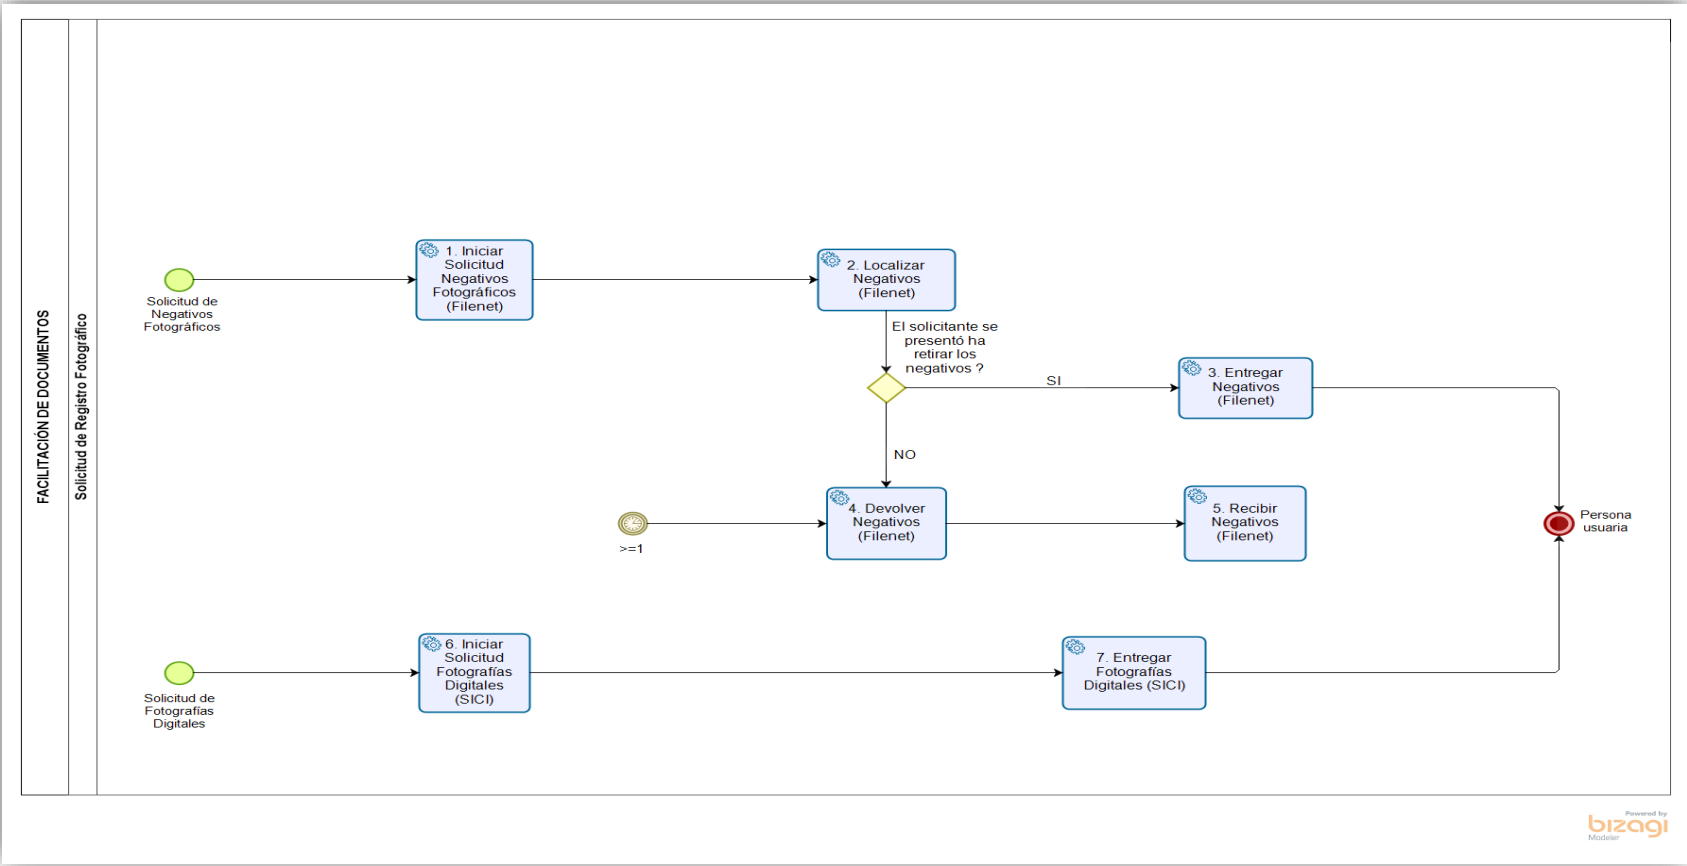 FACILITACIÓN DE DOCUMENTOS
Solicitud de Registro Fotográfico
Solicitud de
Negativos
Fotográficos
1. Iniciar
Solicitud
Negativos
Fotográficos
(Filenet)
2. Localizar
Negativos
(Filenet)
El solicitante se
presentó ha
retirar los
negativos ?
SI
3. Entregar
Negativos
(Filenet)
NO
>=1
4. Devolver
Negativos
(Filenet)
5. Recibir
Negativos
(Filenet)
Persona
usuaria
Solicitud de
Fotografías
Digitales
6. Iniciar
Solicitud
Fotografías
Digitales
(SICI)
7. Entregar
Fotografías
Digitales (SICI)
Powered by
bizagi
Modeler